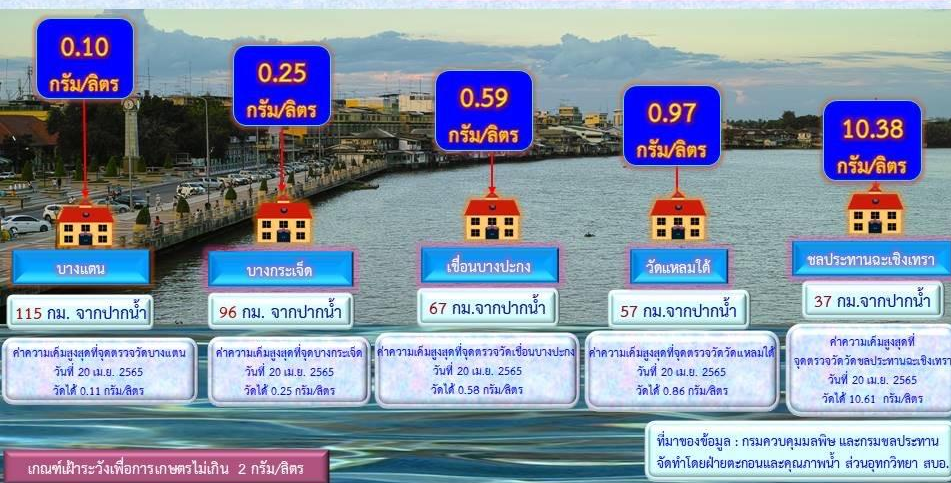 0.10
กรัม/ลิตร
0.25
กรัม/ลิตร
0.59
กรัม/ลิตร
0.97
กรัม/ลิตร
10.38
กรัม/ลิตร
บางแตน
บางกระเจ็ด
เขื่อนบางปะกง
วัดแหลมใต้
ชลประทานฉะเชิงเทรา
115 กม. จากปากน้ำ
96 กม. จากปากน้ำ
67 กม.จากปากน้ำ
57 กม.จากปากน้ำ
37 กม.จากปากน้ำ
ค่าความเค็มสูงสุดที่จุดตรวจวัดบางแตน
วันที่ 20 เม.ย. 2565
วัดได้ 0.11 กรัม/ลิตร
ค่าความเค็มสูงสุดที่จุดบางกระเจ็ด
วันที่ 20 เม.ย. 2565
วัดได้ 0.25 กรัม/ลิตร
ค่าความเค็มสูงสุดที่จุดตรวจวัดเขื่อนบางปะกง
วันที่ 20 เม.ย. 2565
วัดได้ 0.58 กรัม/ลิตร
ค่าความเค็มสูงสุดที่จุดตรวจวัดวัดแหลมใต้
วันที่ 20 เม.ย. 2565
วัดได้ 0.86 กรัม/ลิตร
ค่าความเค็มสูงสุดที่
จุดตรวจวัดวัดชลประทานฉะเชิงเทรา
วันที่ 20 เม.ย. 2565
วัดได้ 10.61 กรัม/ลิตร
เกณฑ์เฝ้าระวังเพื่อการเกษตรไม่เกิน 2 กรัม/ลิตร
ที่มาของข้อมูล : กรมควบคุมมลพิษ และกรมชลประทาน
จัดทำโดยฝ่ายตะกอนและคุณภาพน้ำ ส่วนอุทกวิทยา สบอ.